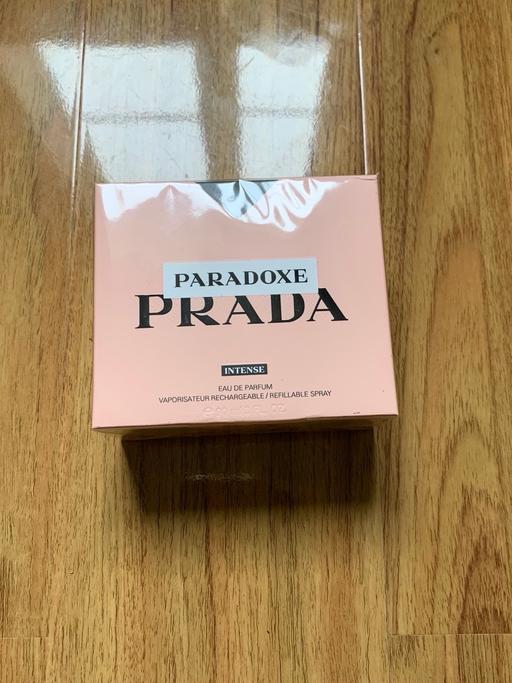 PARADOXE
PRADA
INTENSE
EAU DE PARFUM
VAPORISATEUR RECHARGEABLE / REFILLABLE SPRAY